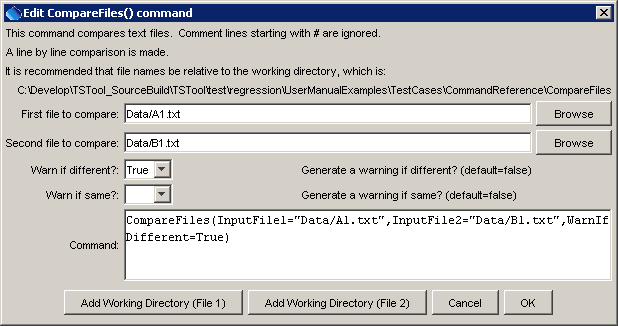 Edit CompareFiles() command
This command compares text files. Comment lines starting with # are ignored.
A line by line comparison is made.
It is recommended that file names be relative to the working directory, which is:
C:\Develop\TSTool_SourceBuild\TSTool\test\regression\UserManualExamples\TestCases\CommandReference\CompareFiles
First file to compare: Data/A1.txt Browse
Second file to compare: Data/B1.txt Browse
Warn if different?: True Generate a warning if different? (default=false)
Warn if same?: Generate a warning if same? (default=false)
Command: CompareFiles(InputFile1="Data/A1.txt",InputFile2="Data/B1.txt",WarnIf
Different=True)
Add Working Directory (File 1) Add Working Directory (File 2) Cancel OK